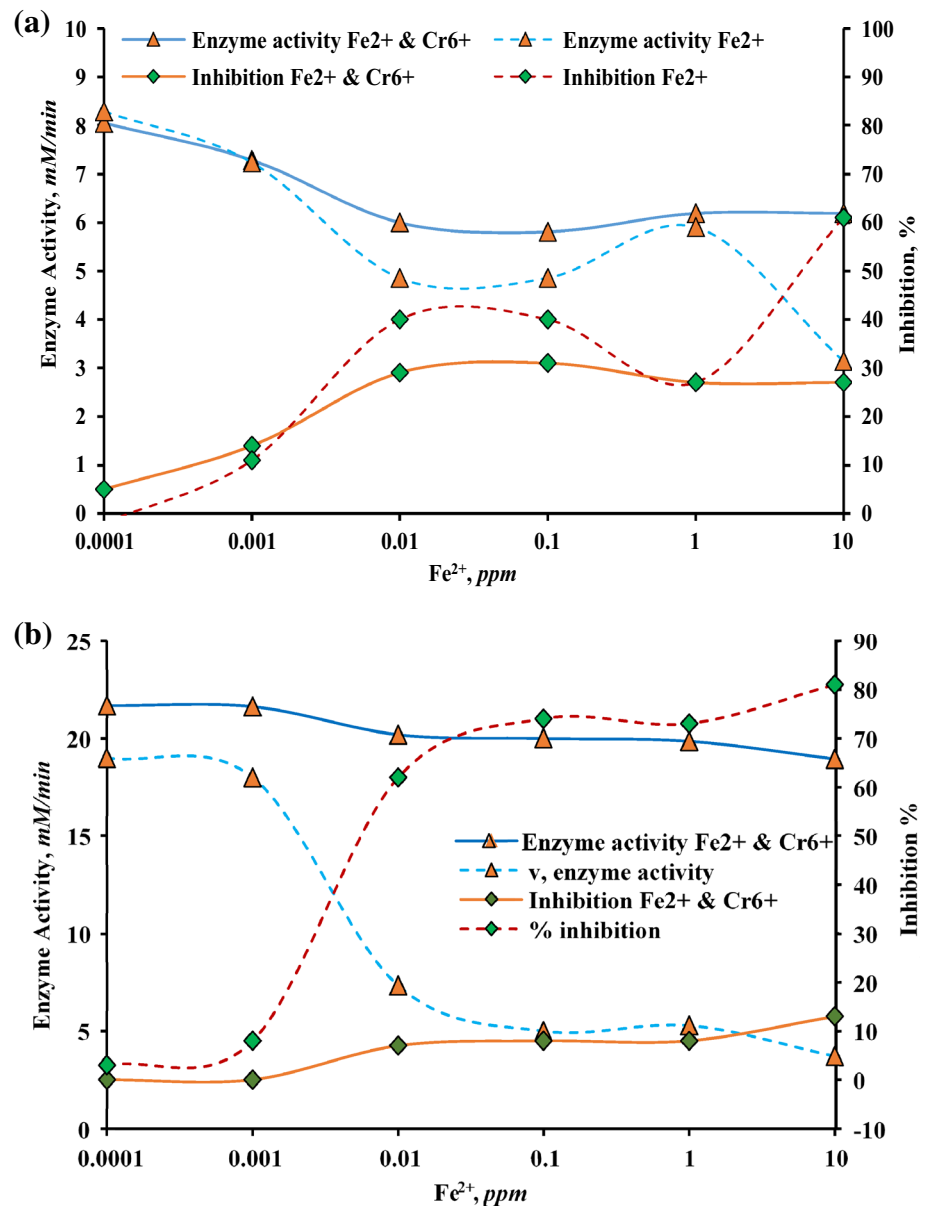 (a)
Enzyme activity Fe2+ & Cr6+
Enzyme activity Fe2+
Inhibition Fe2+ & Cr6+
Inhibition Fe2+
Enzyme Activity, mM/min
10
9
8
7
6
5
4
3
2
1
0
Inhibition, %
100
90
80
70
60
50
40
30
20
10
0
0.0001 0.001 0.01 0.1 1 10
Fe²⁺, ppm
(b)
Enzyme Activity, mM/min
25
20
15
10
5
0
Enzyme activity Fe2+ & Cr6+
v, enzyme activity
Inhibition Fe2+ & Cr6+
% inhibition
Inhibition %
90
80
70
60
50
40
30
20
10
0
-10
0.0001 0.001 0.01 0.1 1 10
Fe²⁺, ppm